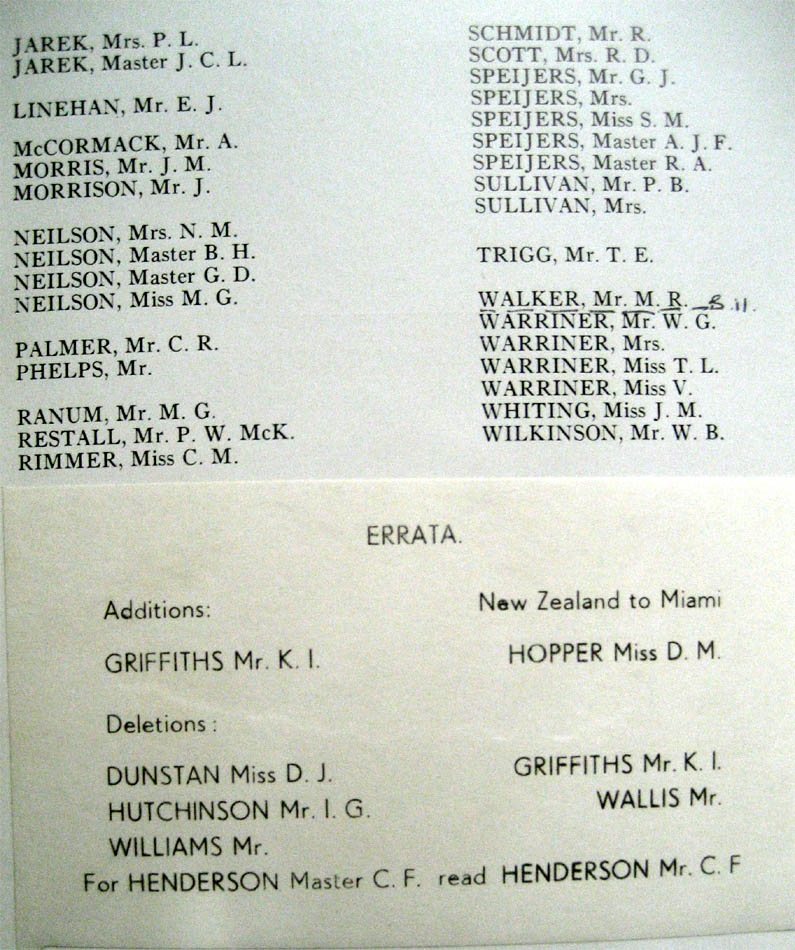 JAREK, Mrs. P. L.
JAREK, Master J. C. L.
LINEHAN, Mr. E. J.
McCORMACK, Mr. A.
MORRIS, Mr. J. M.
MORRISON, Mr. J.
NEILSON, Mrs. N. M.
NEILSON, Master B. H.
NEILSON, Master G. D.
NEILSON, Miss M. G.
PALMER, Mr. C. R.
PHELPS, Mr.
RANUM, Mr. M. G.
RESTALL, Mr. P. W. McK.
RIMMER, Miss C. M.
SCHMIDT, Mr. R.
SCOTT, Mrs. R. D.
SPEIJERS, Mr. G. J.
SPEIJERS, Mrs.
SPEIJERS, Miss S. M.
SPEIJERS, Master A. J. F.
SPEIJERS, Master R. A.
SULLIVAN, Mr. P. B.
SULLIVAN, Mrs.
TRIGG, Mr. T. E.
WALKER, Mr. M. R.
WARRINER, Mr. W. G.
WARRINER, Mrs.
WARRINER, Miss T. L.
WARRINER, Miss V.
WHITING, Miss J. M.
WILKINSON, Mr. W. B.
ERRATA.
Additions: New Zealand to Miami
GRIFFITHS Mr. K. I. HOPPER Miss D. M.
Deletions:
DUNSTAN Miss D. J. GRIFFITHS Mr. K. I.
HUTCHINSON Mr. I. G. WALLIS Mr.
WILLIAMS Mr.
For HENDERSON Master C. F. read HENDERSON Mr. C. F